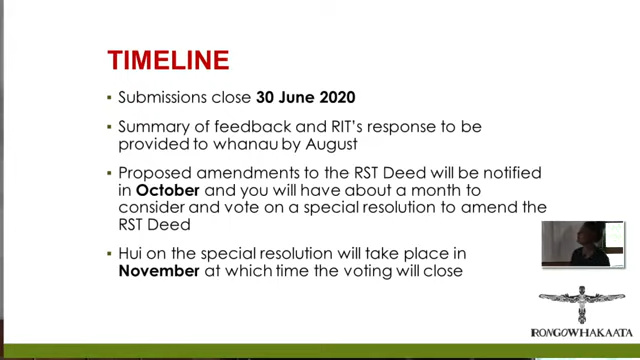 TIMELINE
Submissions close 30 June 2020
Summary of feedback and RIT's response to be
provided to whanau by August
Proposed amendments to the RST Deed will be notified
in October and you will have about a month to
consider and vote on a special resolution to amend the
RST Deed
Hui on the special resolution will take place in
November at which time the voting will close
RONGOWHAKAATA